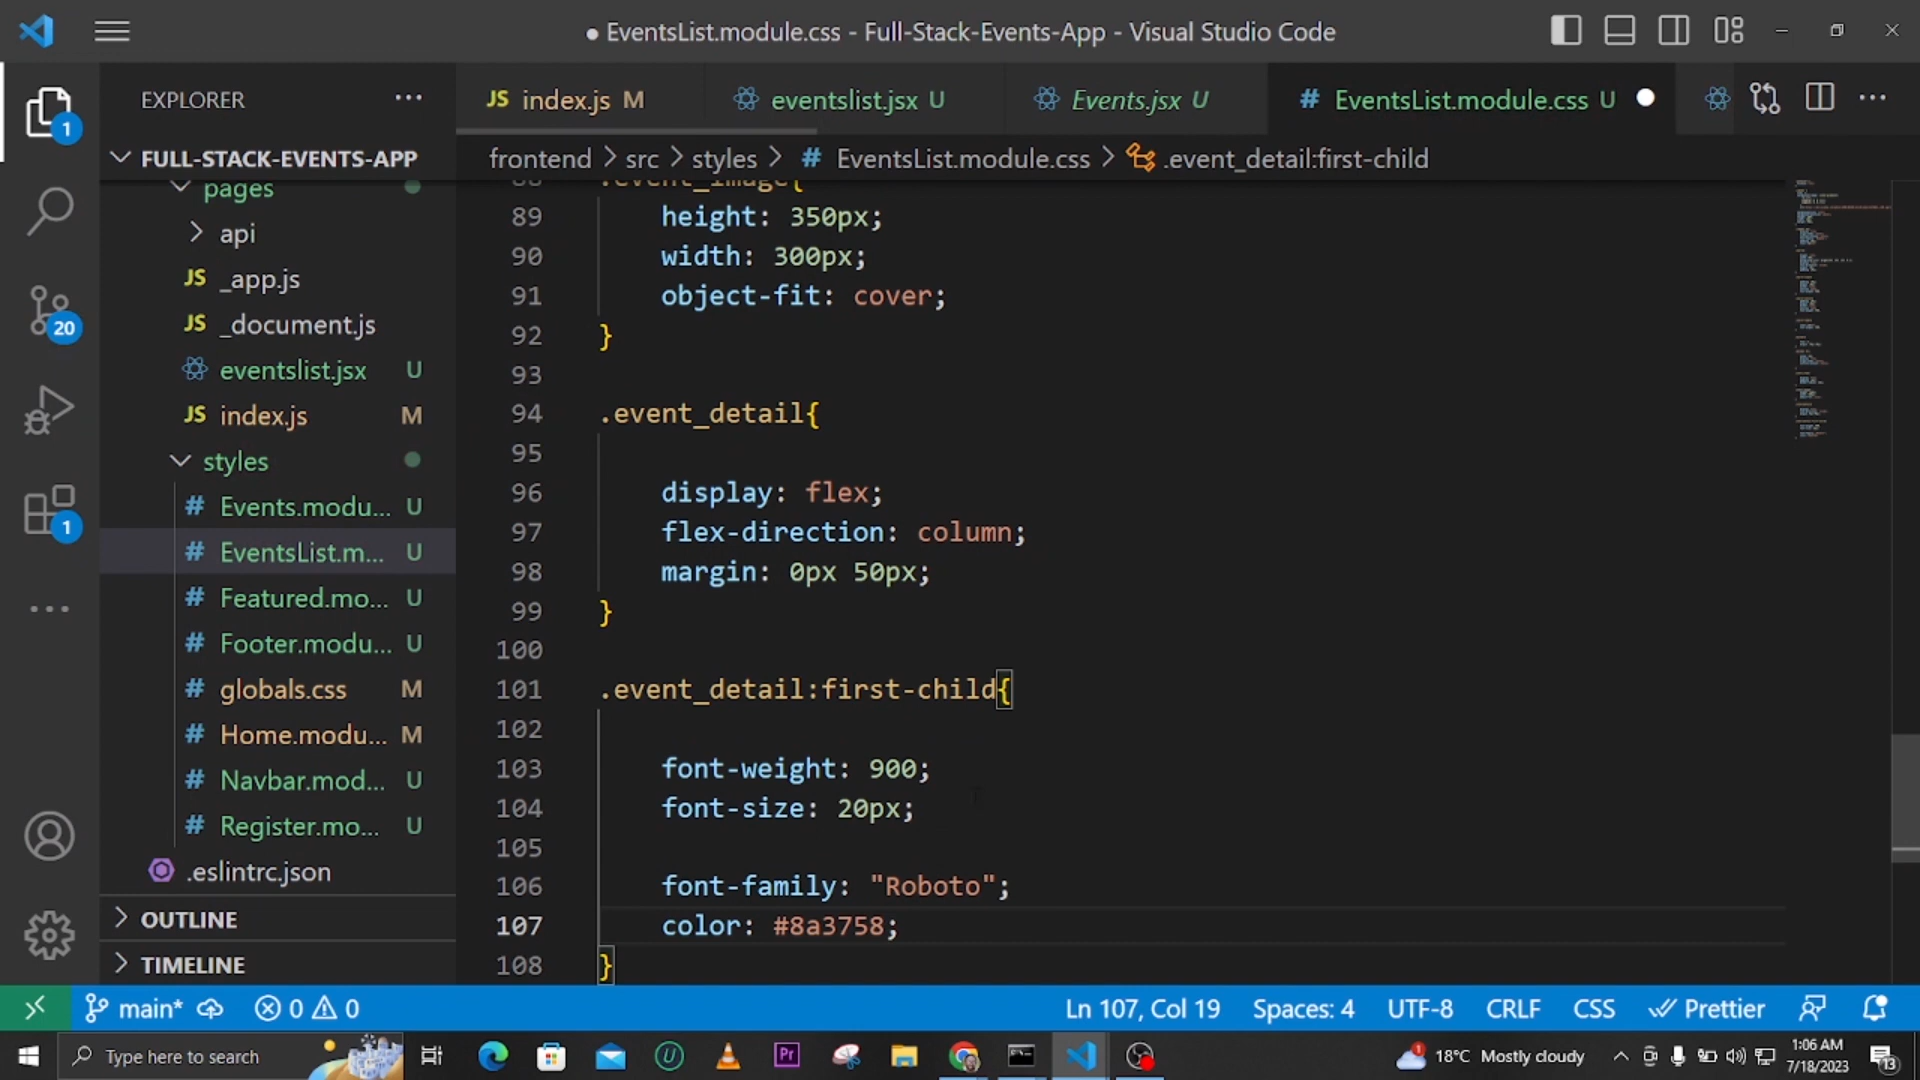 ● EventsList.module.css - Full-Stack-Events-App - Visual Studio Code
EXPLORER
JS index.js M
eventslist.jsx U
Events.jsx U
# EventsList.module.css U
FULL-STACK-EVENTS-APP
frontend > src > styles > # EventsList.module.css > .event_detail:first-child
pages
api
JS _app.js
JS _document.js
eventslist.jsx U
JS index.js M
styles
# Events.modu... U
# EventsList.m... U
# Featured.mo... U
# Footer.modu... U
# globals.css M
# Home.modu... M
# Navbar.mod... U
# Register.mo... U
.eslintrc.json
OUTLINE
TIMELINE
1
20
1
88 .event_image{
89 height: 350px;
90 width: 300px;
91 object-fit: cover;
92 }
93
94 .event_detail{
95
96 display: flex;
97 flex-direction: column;
98 margin: 0px 50px;
99 }
100
101 .event_detail:first-child{
102
103 font-weight: 900;
104 font-size: 20px;
105
106 font-family: "Roboto";
107 color: #8a3758;
108 }
main* 0 0 Ln 107, Col 19 Spaces: 4 UTF-8 CRLF CSS Prettier
Type here to search
Pr
18°C Mostly cloudy
1:06 AM
7/18/2023
13